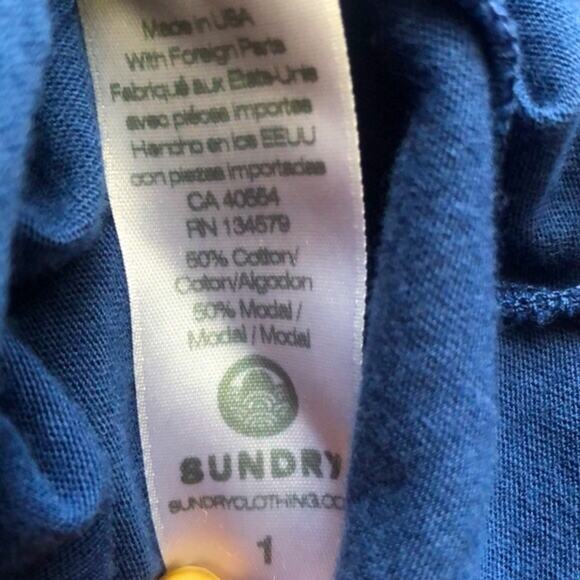 Made in USA
With Foreign Parts
Fabriqué aux Etats-Unis
avec pièces importes
Hencho en los EEUU
con piezas importadas
CA 40554
RN 134579
50% Cotton/
Coton/Algodon
50% Modal/
Modal / Modal
SUNDRY
SUNDRYCLOTHING.CO
1